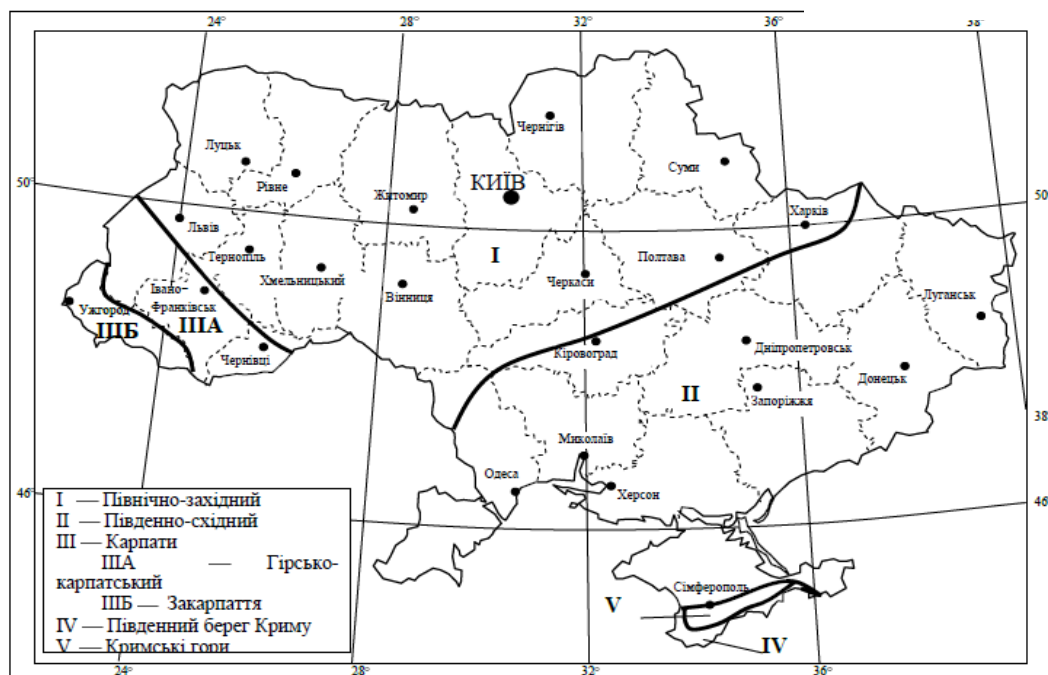 24°
28°
32°
36°
38°
Чернігів
Луцьк
Суми
Рівне
КИЇВ
50°
50
Житомир
Харків
Львів
Тернопіль
I
Полтава
Хмельницький
Черкаси
Івано–
Франківськ
Вінниця
Луганськ
Ужгород
ІІІБ
ІІІА
Чернівці
Кіровоград
Дніпропетровськ
Донецьк
II
Запоріжжя
38
Миколаїв
Одеса
Херсон
46°
46
I — Північно-західний
II — Південно-східний
III — Карпати
IIIА — Гірсько-
карпатський
IIIБ — Закарпаття
IV — Південний берег Криму
V — Кримські гори
Сімферополь
V
IV
24°
28°
32°
36°